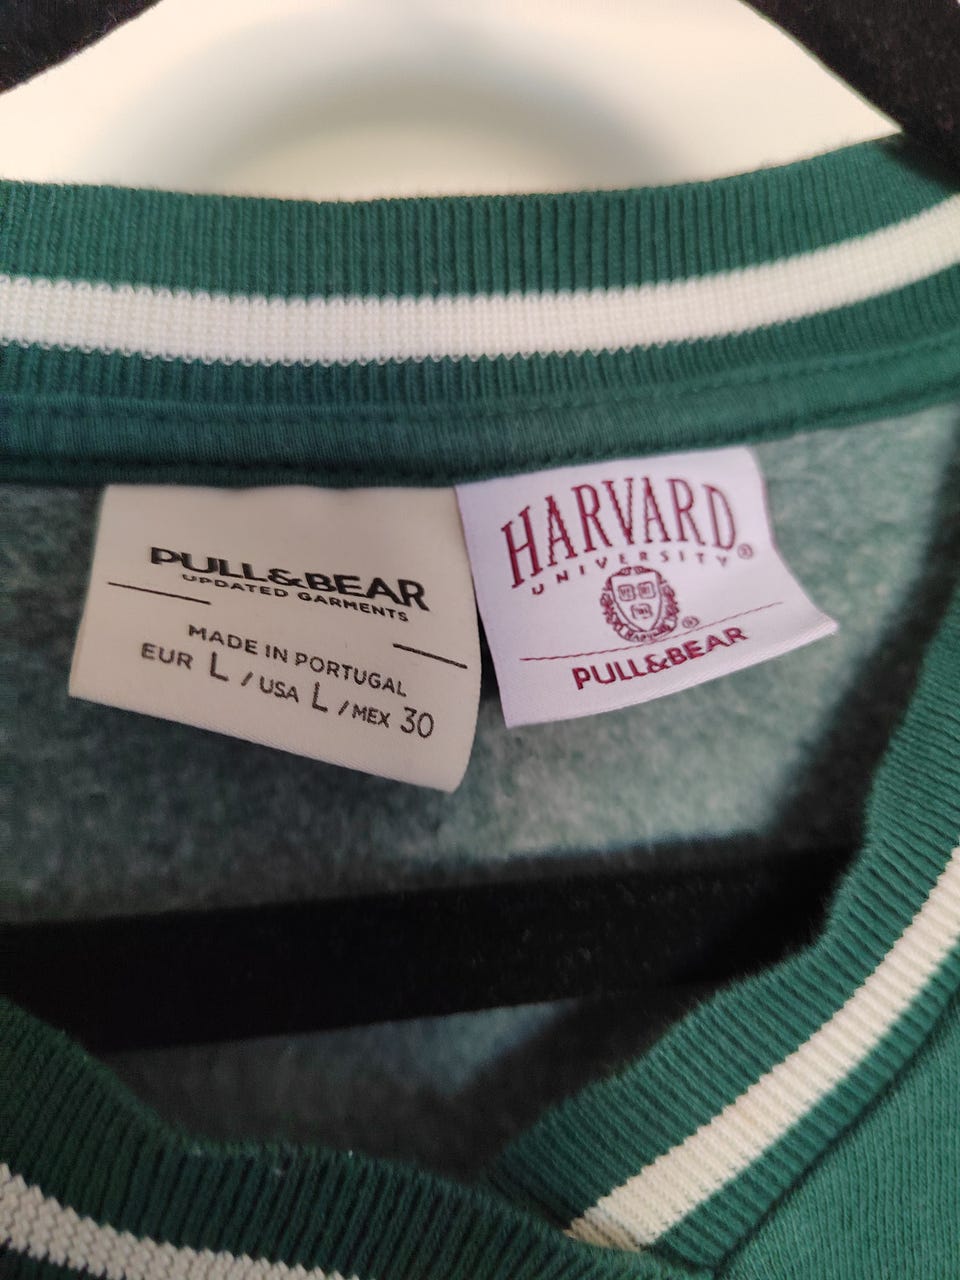 PULL&BEAR
UPDATED GARMENTS
MADE IN PORTUGAL
EUR L / USA L / MEX 30
HARVARD®
UNIVERSITY
®
PULL&BEAR